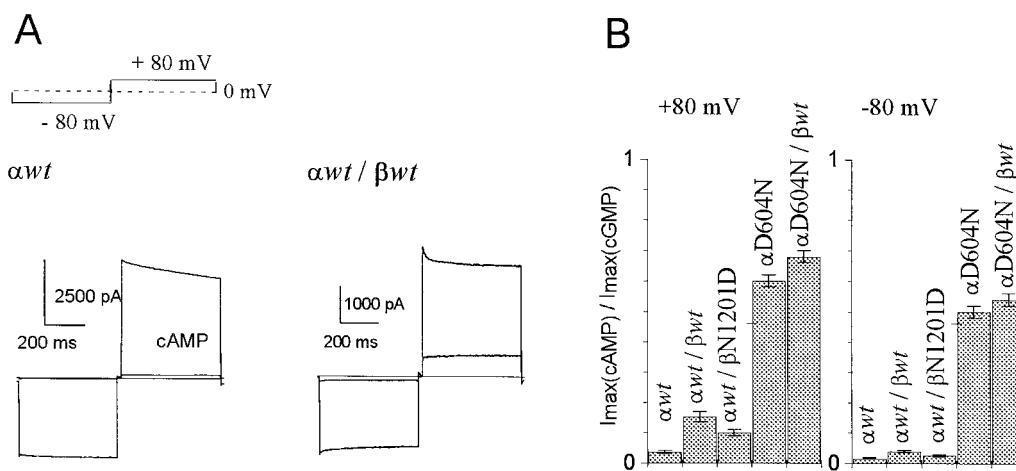 A
+ 80 mV
0 mV
- 80 mV
αwt
αwt / βwt
2500 pA
200 ms
cAMP
1000 pA
200 ms
B
+80 mV
-80 mV
Imax(cAMP) / Imax(cGMP)
1
0
αwt
αwt / βwt
αwt / βN1201D
αD604N
αD604N / βwt
1
0
αwt
αwt / βwt
αwt / βN1201D
αD604N
αD604N / βwt